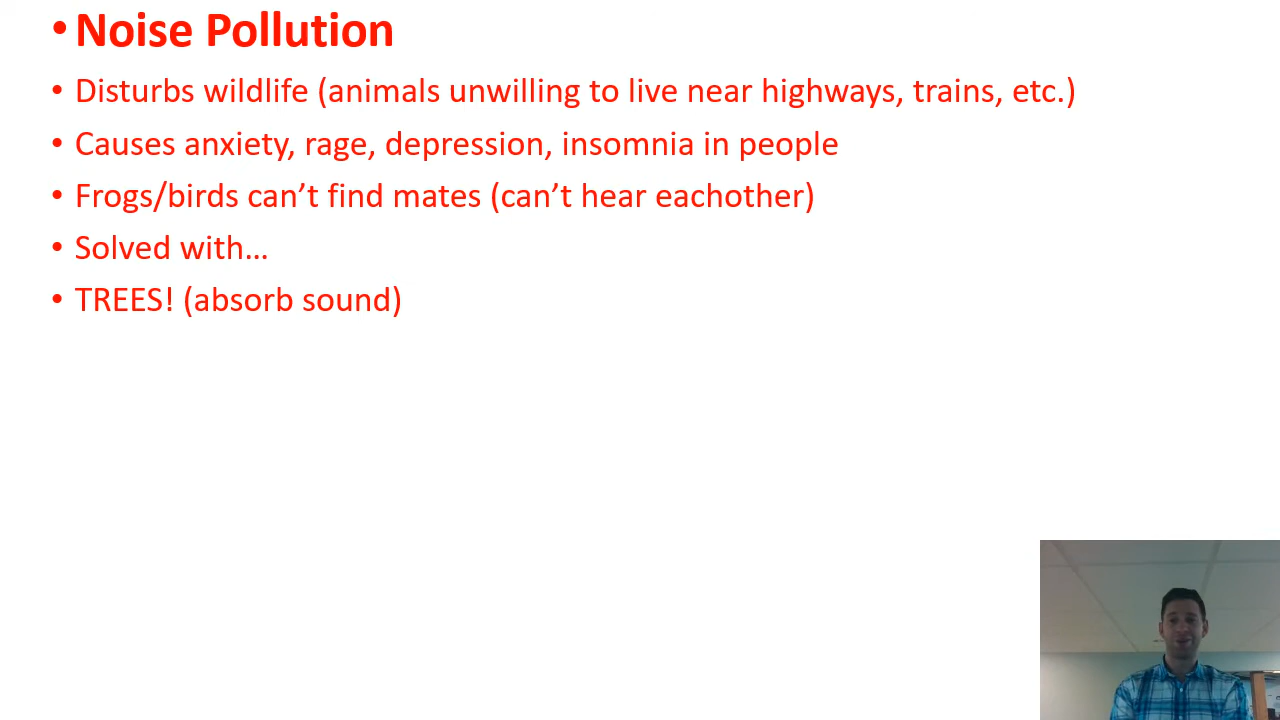 •Noise Pollution
• Disturbs wildlife (animals unwilling to live near highways, trains, etc.)
• Causes anxiety, rage, depression, insomnia in people
• Frogs/birds can’t find mates (can’t hear eachother)
• Solved with…
• TREES! (absorb sound)